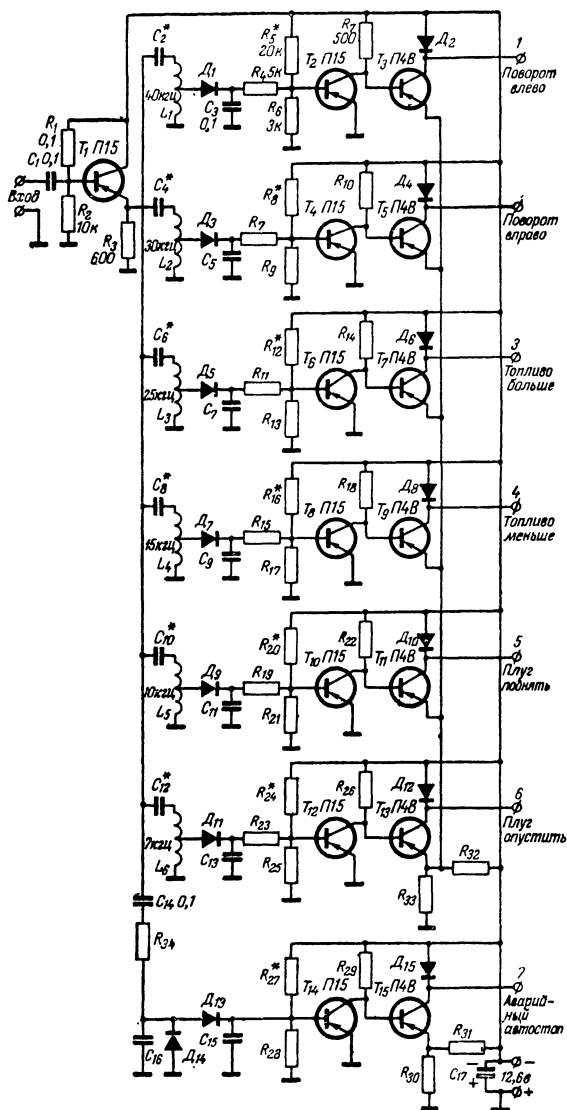 C2*
R5*
20к
R7
500
Д2
1
Поворот
влево
Д1
R4 5к
T2 П15
T3 П4В
40кгц
L1
C3
0,1
R6
3к
R1
0,1
C1 0,1
T1 П15
Вход
R2
10к
R3
600
C4*
R8*
R10
Д4
Поворот
вправо
Д3
R7
T4 П15
T5 П4В
30кгц
L2
C5
R9
C6*
R12*
R14
Д6
3
Топливо
больше
Д5
R11
T6 П15
T7 П4В
25кгц
L3
C7
R13
C8*
R16*
R18
Д8
4
Топливо
меньше
Д7
R15
T8 П15
T9 П4В
15кгц
L4
C9
R17
C10*
R20*
R22
Д10
5
Плуг
поднять
Д9
R19
T10 П15
T11 П4В
10кгц
L5
C11
R21
C12*
R24*
R26
Д12
6
Плуг
опустить
Д11
R23
T12 П15
T13 П4В
7кгц
L6
C13
R25
R32
R33
C14 0,1
R34
R27*
R29
Д15
7
Аварий-
ный
автостоп
Д13
T14 П15
T15 П4В
C16
Д14
C15
R28
R31
R30
C17
12,6в